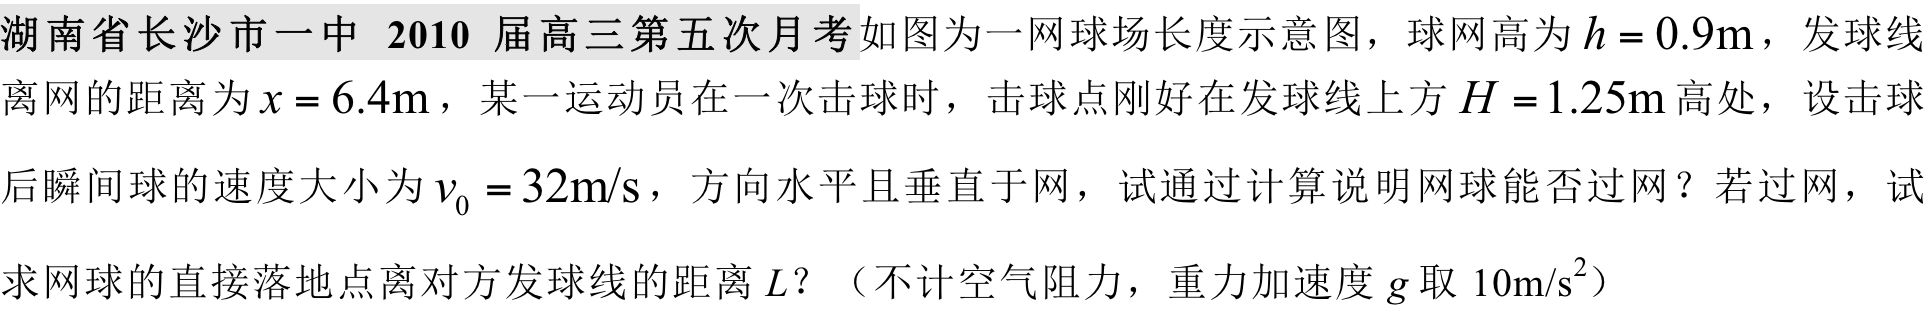 湖南省长沙市一中 2010 届高三第五次月考如图为一网球场长度示意图，球网高为 h = 0.9m，发球线
离网的距离为 x = 6.4m，某一运动员在一次击球时，击球点刚好在发球线上方 H = 1.25m 高处，设击球
后瞬间球的速度大小为 v₀ = 32m/s，方向水平且垂直于网，试通过计算说明网球能否过网？若过网，试
求网球的直接落地点离对方发球线的距离 L？（不计空气阻力，重力加速度 g 取 10m/s²）